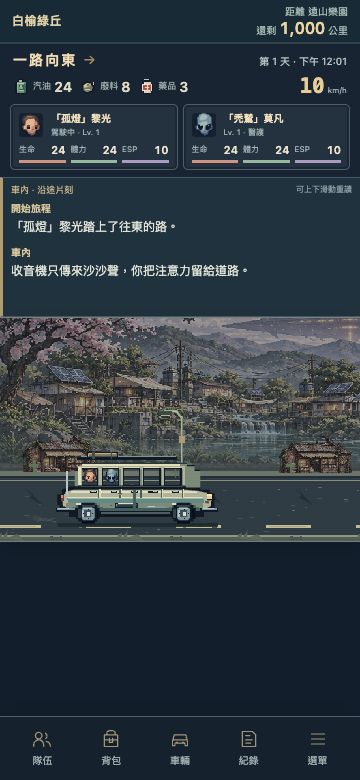 白榆綠丘
距離 遠山樂園
還剩 1,000 公里
一路向東 →
第 1 天・下午 12:01
汽油 24 廢料 8 藥品 3
10 km/h
「孤燈」黎光
駕駛中・Lv. 1
生命 24 體力 24 ESP 10
「禿鷲」莫凡
Lv. 1・醫護
生命 24 體力 24 ESP 10
車內・沿途片刻
可上下滑動重讀
開始旅程
「孤燈」黎光踏上了往東的路。
車內
收音機只傳來沙沙聲，你把注意力留給道路。
隊伍
背包
車輛
紀錄
選單